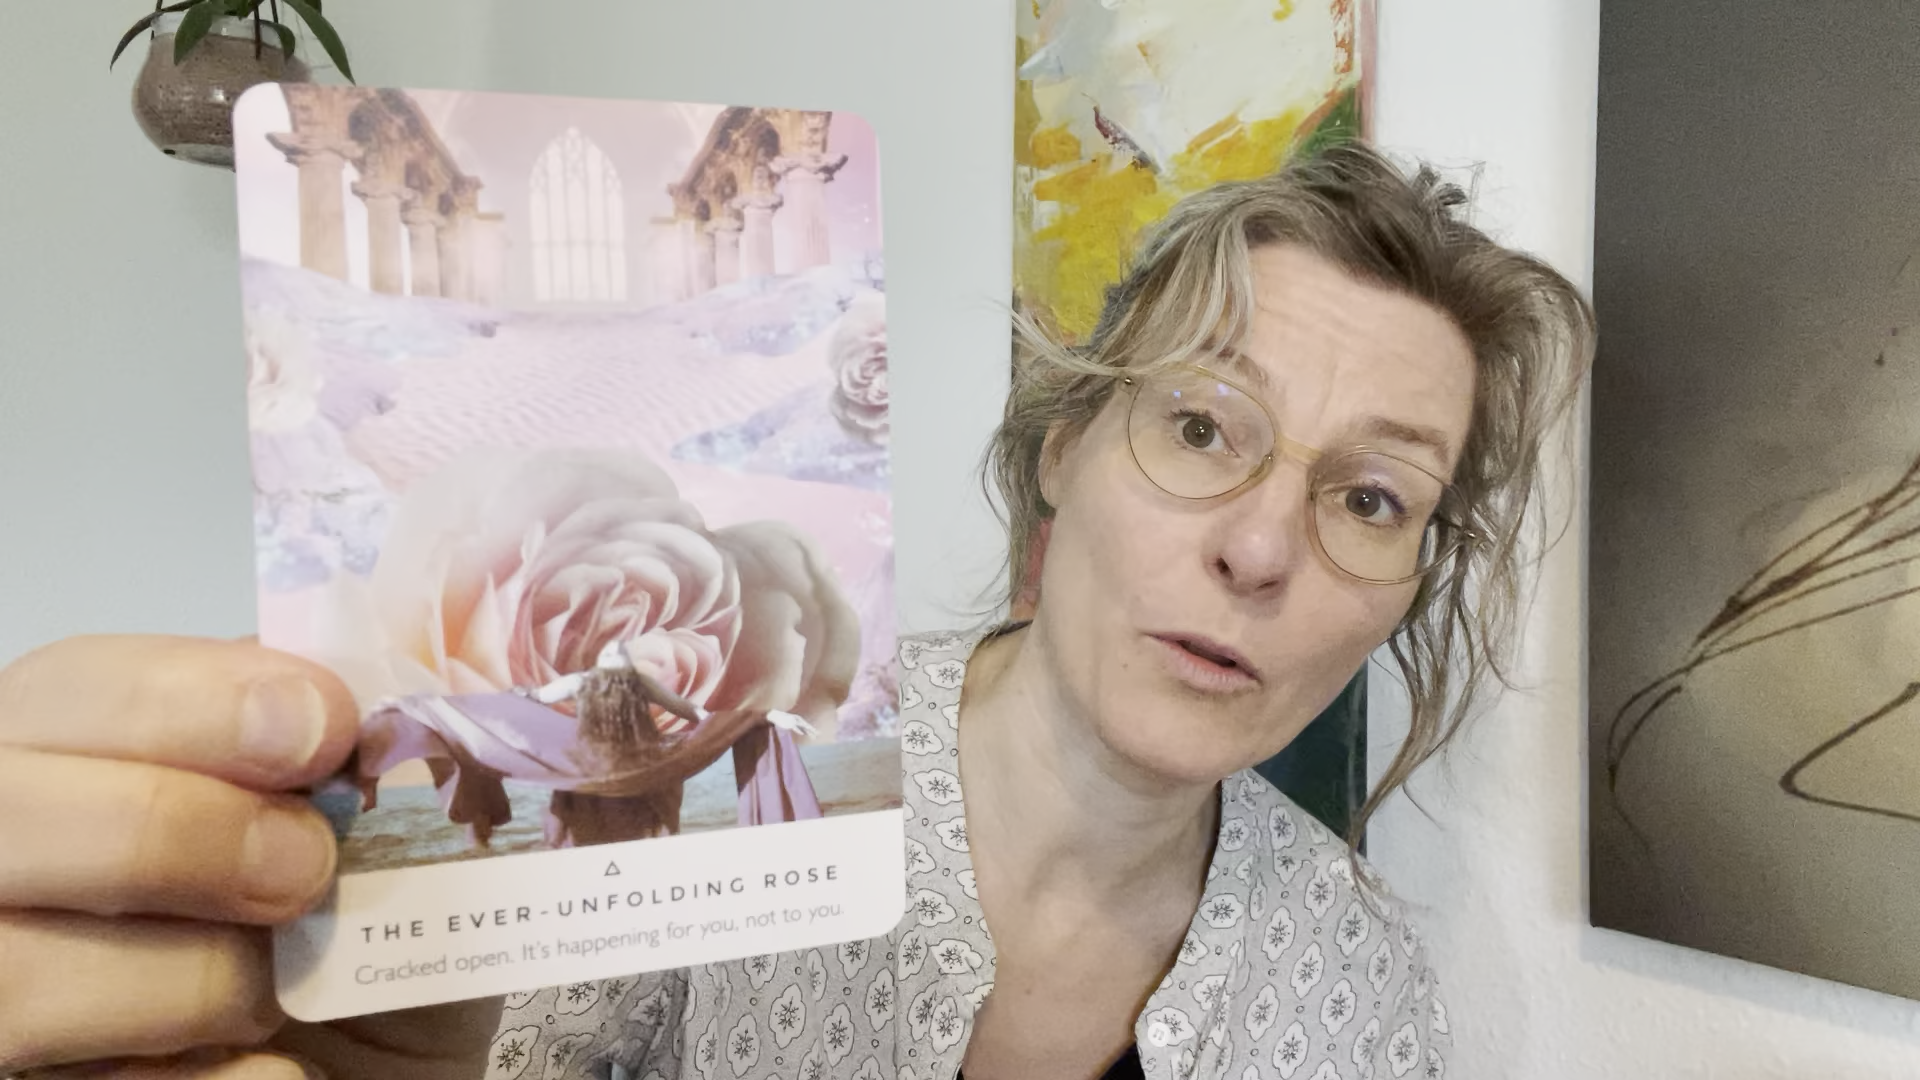 THE EVER-UNFOLDING ROSE
Cracked open. It's happening for you, not to you.